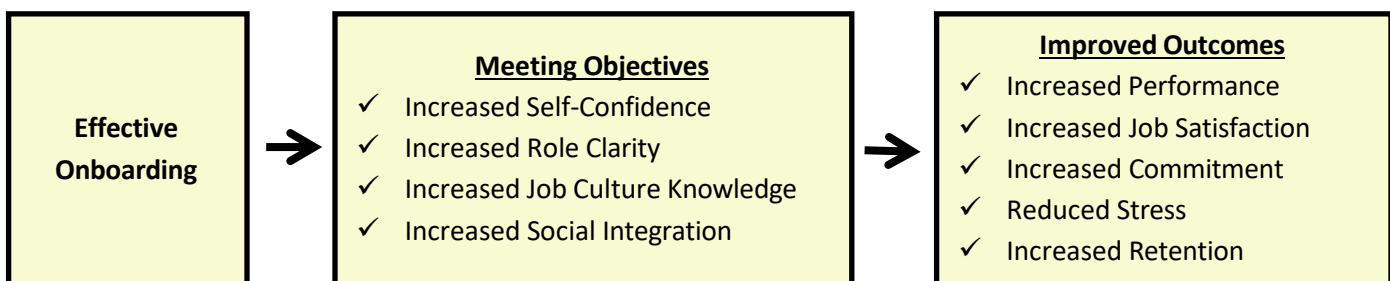 Effective
Onboarding
Meeting Objectives
✓ Increased Self-Confidence
✓ Increased Role Clarity
✓ Increased Job Culture Knowledge
✓ Increased Social Integration
Improved Outcomes
✓ Increased Performance
✓ Increased Job Satisfaction
✓ Increased Commitment
✓ Reduced Stress
✓ Increased Retention